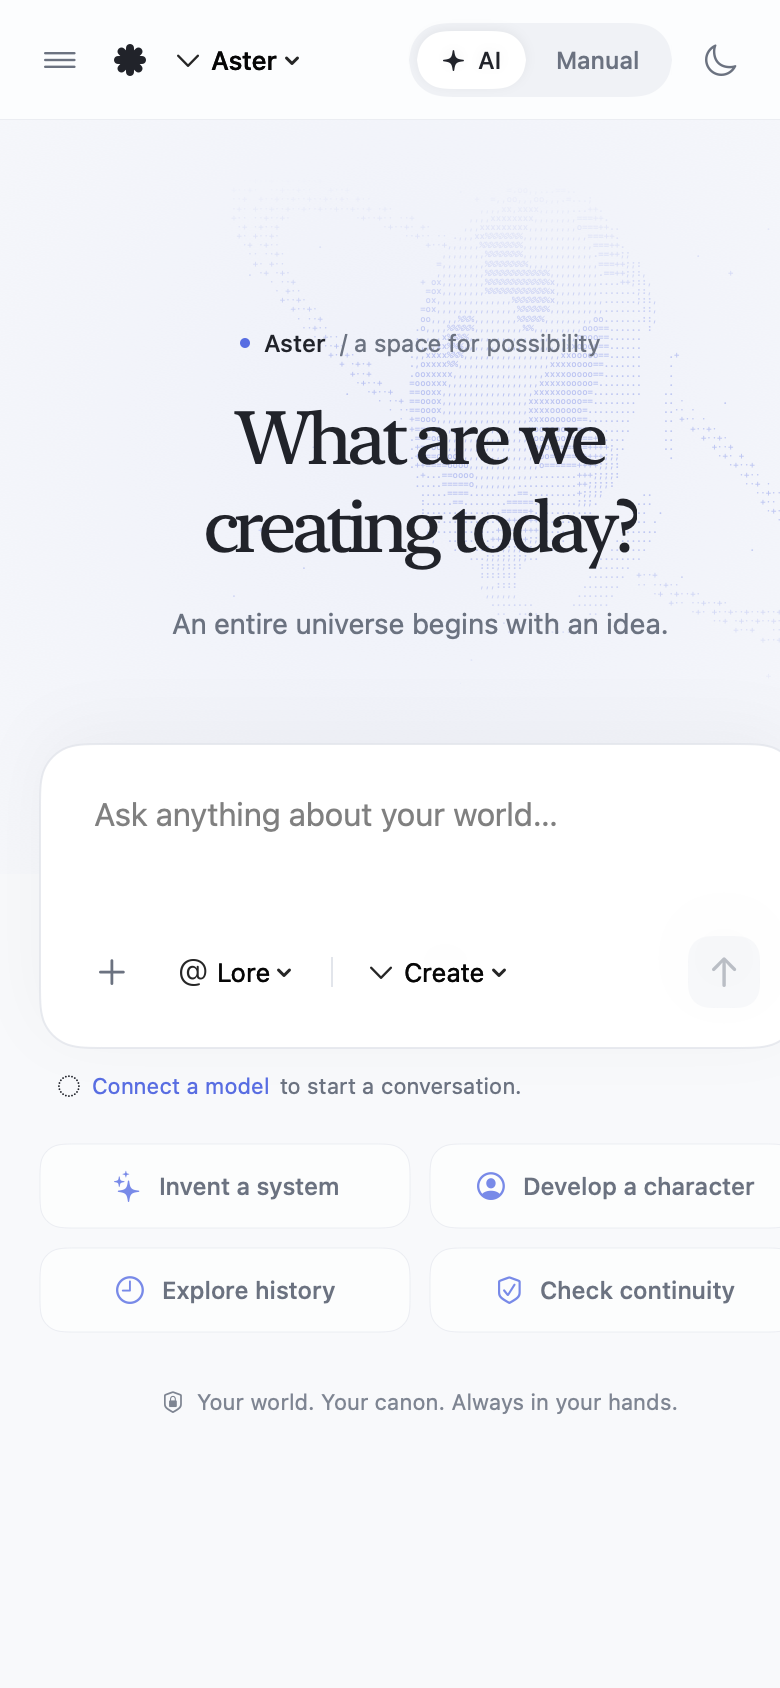 Aster
AI
Manual
Aster / a space for possibility
What are we
creating today?
An entire universe begins with an idea.
Ask anything about your world...
@ Lore
Create
Connect a model to start a conversation.
Invent a system
Develop a character
Explore history
Check continuity
Your world. Your canon. Always in your hands.